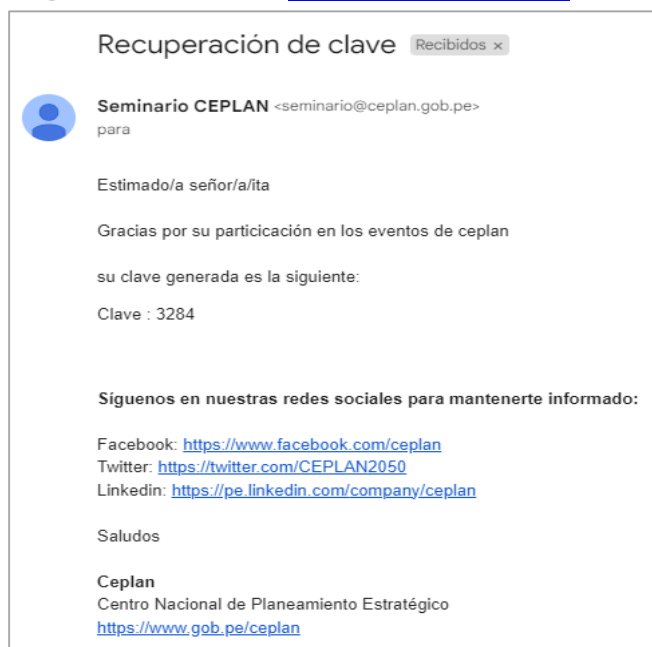 Recuperación de clave Recibidos x
Seminario CEPLAN <seminario@ceplan.gob.pe>
para
Estimado/a señor/a/ita
Gracias por su particicación en los eventos de ceplan
su clave generada es la siguiente:
Clave : 3284
Síguenos en nuestras redes sociales para mantenerte informado:
Facebook: https://www.facebook.com/ceplan
Twitter: https://twitter.com/CEPLAN2050
Linkedin: https://pe.linkedin.com/company/ceplan
Saludos
Ceplan
Centro Nacional de Planeamiento Estratégico
https://www.gob.pe/ceplan